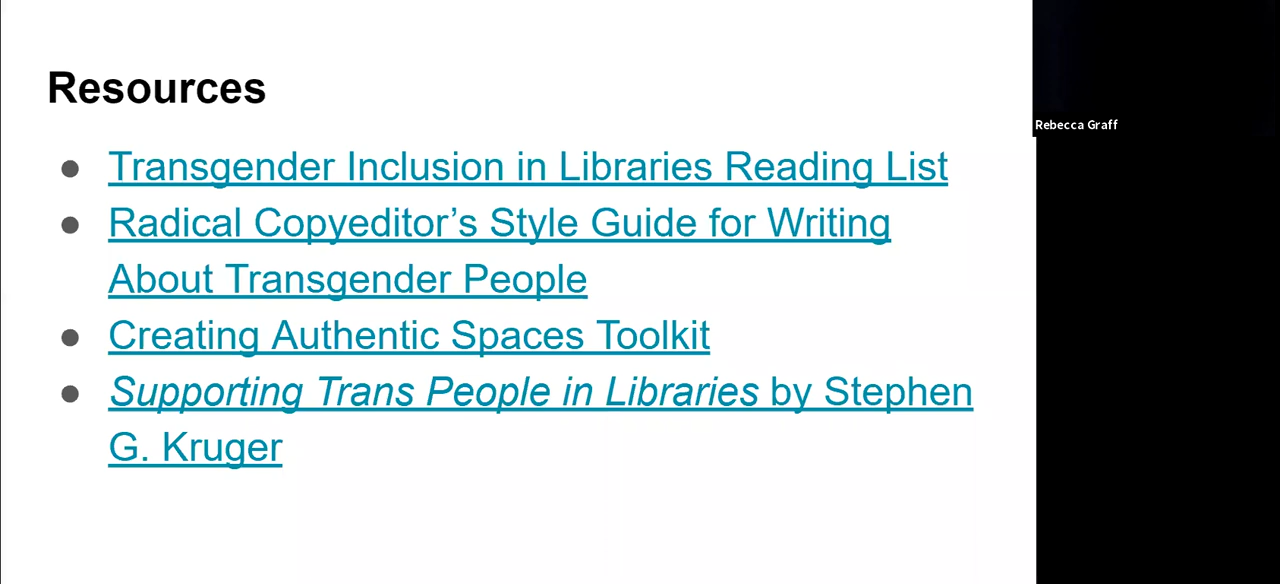 Resources
Rebecca Graff
● Transgender Inclusion in Libraries Reading List
● Radical Copyeditor’s Style Guide for Writing
About Transgender People
● Creating Authentic Spaces Toolkit
● Supporting Trans People in Libraries by Stephen
G. Kruger